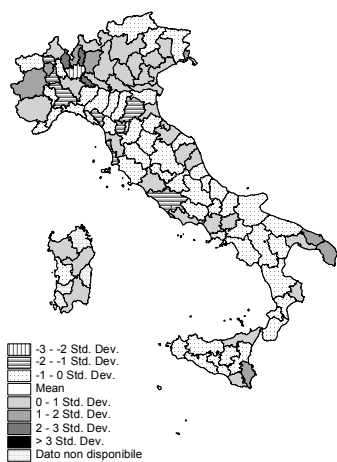 -3 - -2 Std. Dev.
-2 - -1 Std. Dev.
-1 - 0 Std. Dev.
Mean
0 - 1 Std. Dev.
1 - 2 Std. Dev.
2 - 3 Std. Dev.
> 3 Std. Dev.
Dato non disponibile